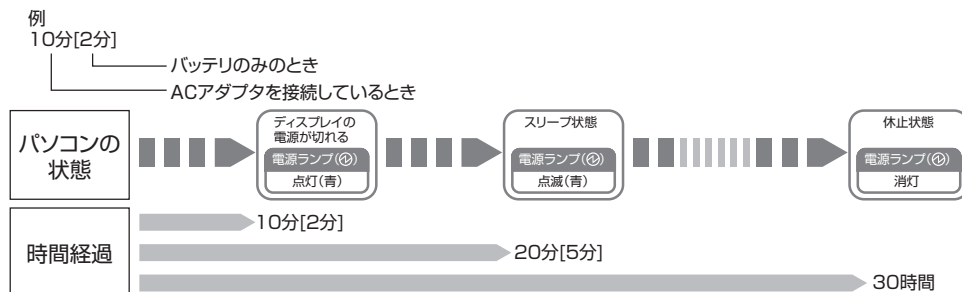 例
10分[2分]
バッテリのみのとき
ACアダプタを接続しているとき
パソコンの
状態
ディスプレイの
電源が切れる
電源ランプ( )
点灯(青)
スリープ状態
電源ランプ( )
点滅(青)
休止状態
電源ランプ( )
消灯
時間経過
10分[2分]
20分[5分]
30時間